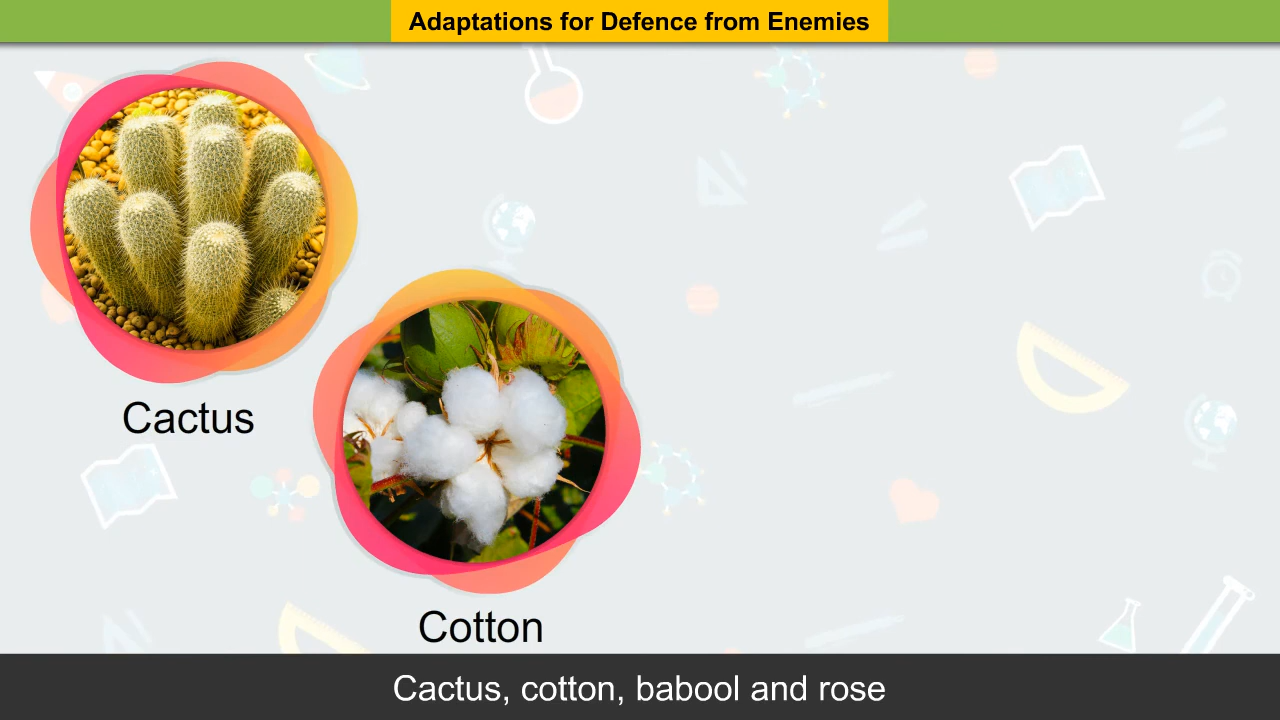 Adaptations for Defence from Enemies
Cactus
Cotton
Cactus, cotton, babool and rose